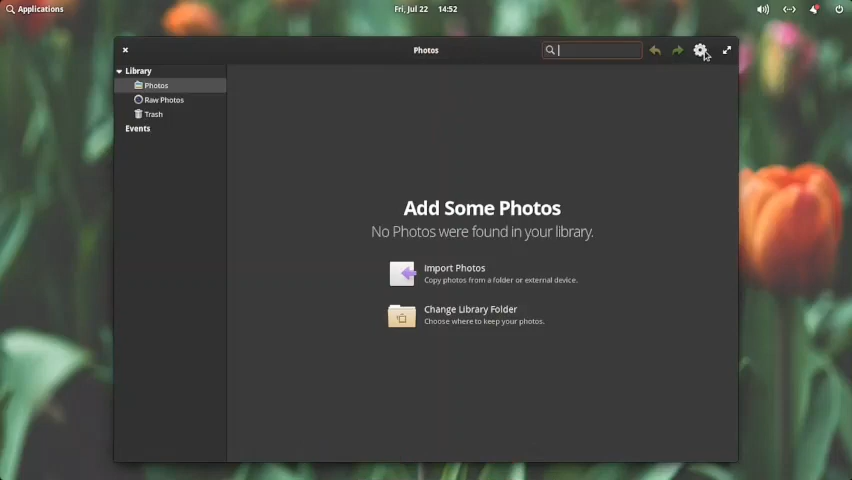 Applications
Fri, Jul 22 14:52
Photos
Library
Photos
Raw Photos
Trash
Events
Add Some Photos
No Photos were found in your library.
Import Photos
Copy photos from a folder or external device.
Change Library Folder
Choose where to keep your photos.